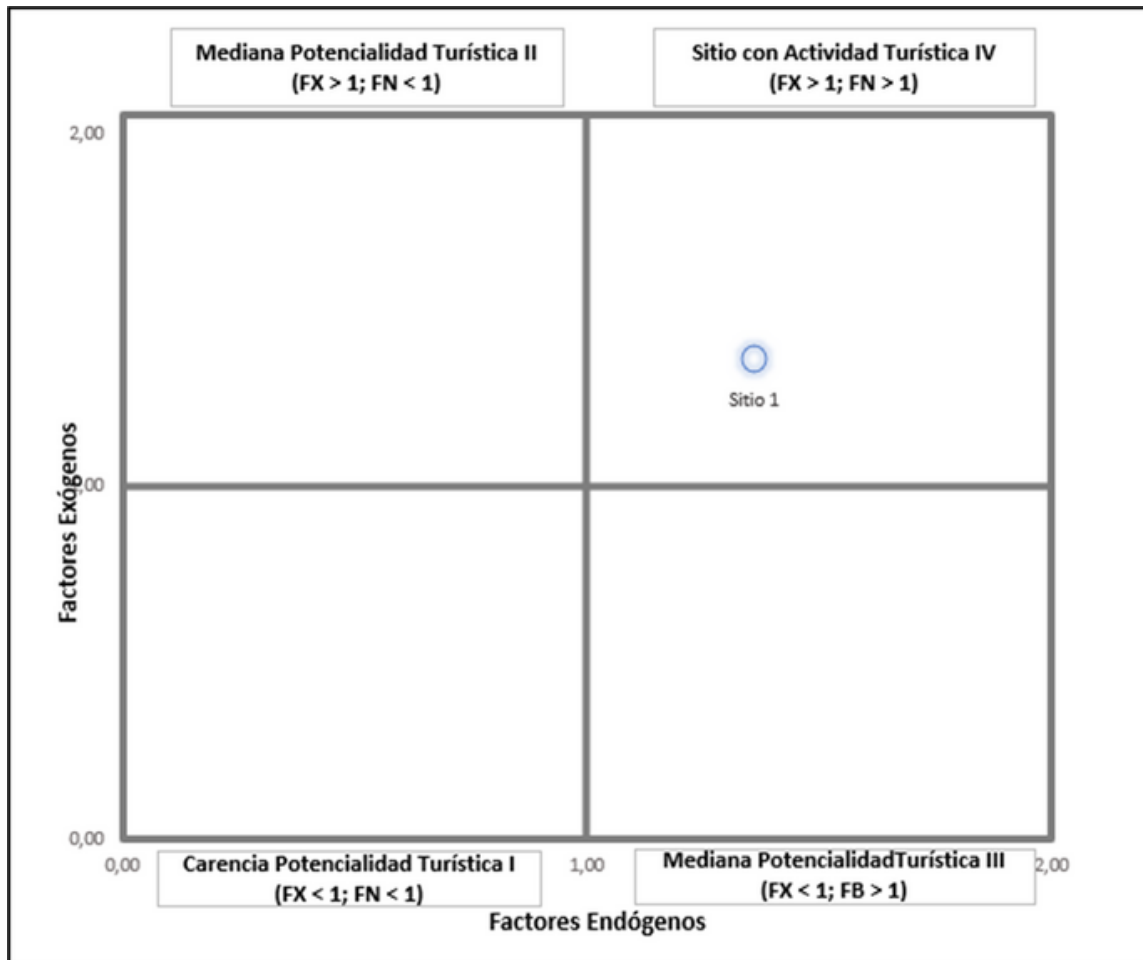 Mediana Potencialidad Turística II
(FX > 1; FN < 1)
Sitio con Actividad Turística IV
(FX > 1; FN > 1)
2,00
Sitio 1
Factores Exógenos
,00
0,00
0,00
1,00
2,00
Carencia Potencialidad Turística I
(FX < 1; FN < 1)
Mediana PotencialidadTurística III
(FX < 1; FB > 1)
Factores Endógenos